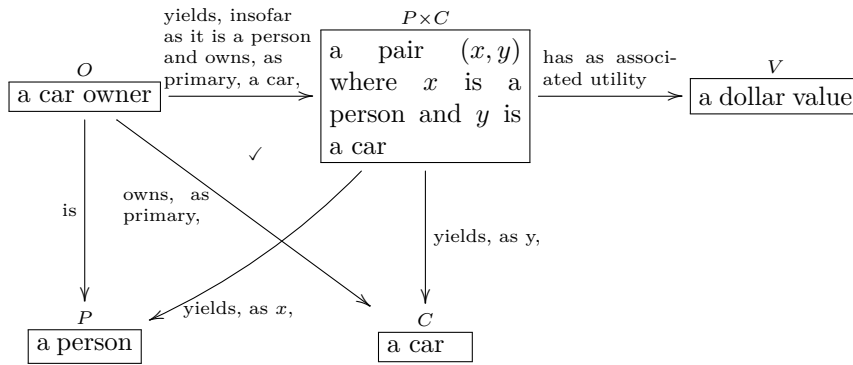 O
a car owner
yields, insofar
as it is a person
and owns, as
primary, a car,
P×C
a pair (x, y)
where x is a
person and y is
a car
has as associ-
ated utility
V
a dollar value
✓
is
owns, as
primary,
yields, as y,
yields, as x,
P
a person
C
a car